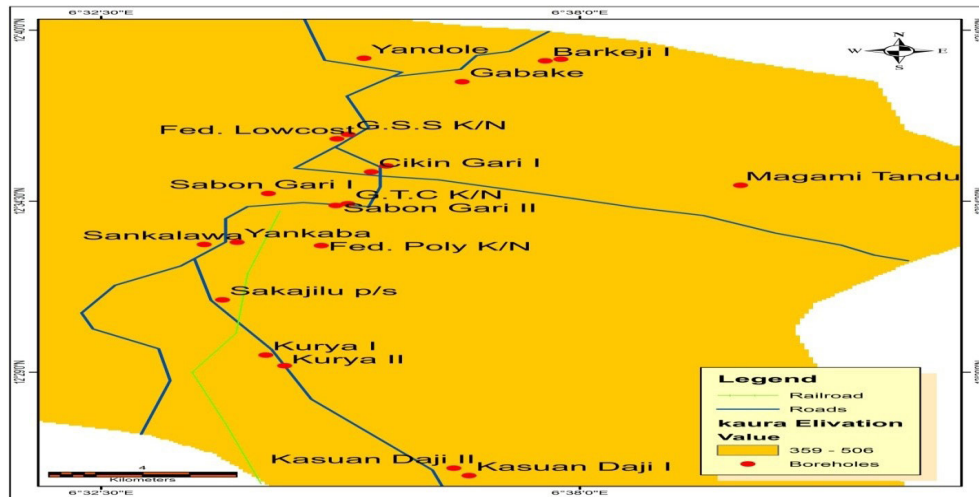 6°32'30"E
6°38'0"E
N
W E
S
Yandole
Barkeji I
Gabake
Fed. Lowcost
G.S.S K/N
Cikin Gari I
Sabon Gari I
Magami Tandu
G.T.C K/N
Sabon Gari II
Sankalawa
Yankaba
Fed. Poly K/N
Sakajilu p/s
Kurya I
Kurya II
Kasuan Daji II
Kasuan Daji I
Legend
Railroad
Roads
kaura Elivation
Value
359 - 506
Boreholes
4
Kilometers
6°32'30"E
6°38'0"E